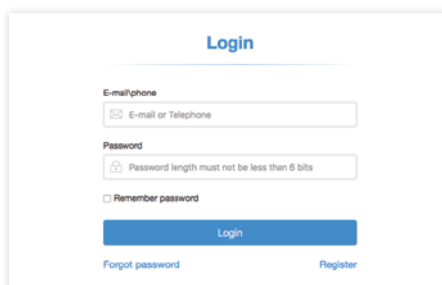 Login
E-mail\phone
E-mail or Telephone
Password
Password length must not be less than 6 bits
Remember password
Login
Forgot password Register